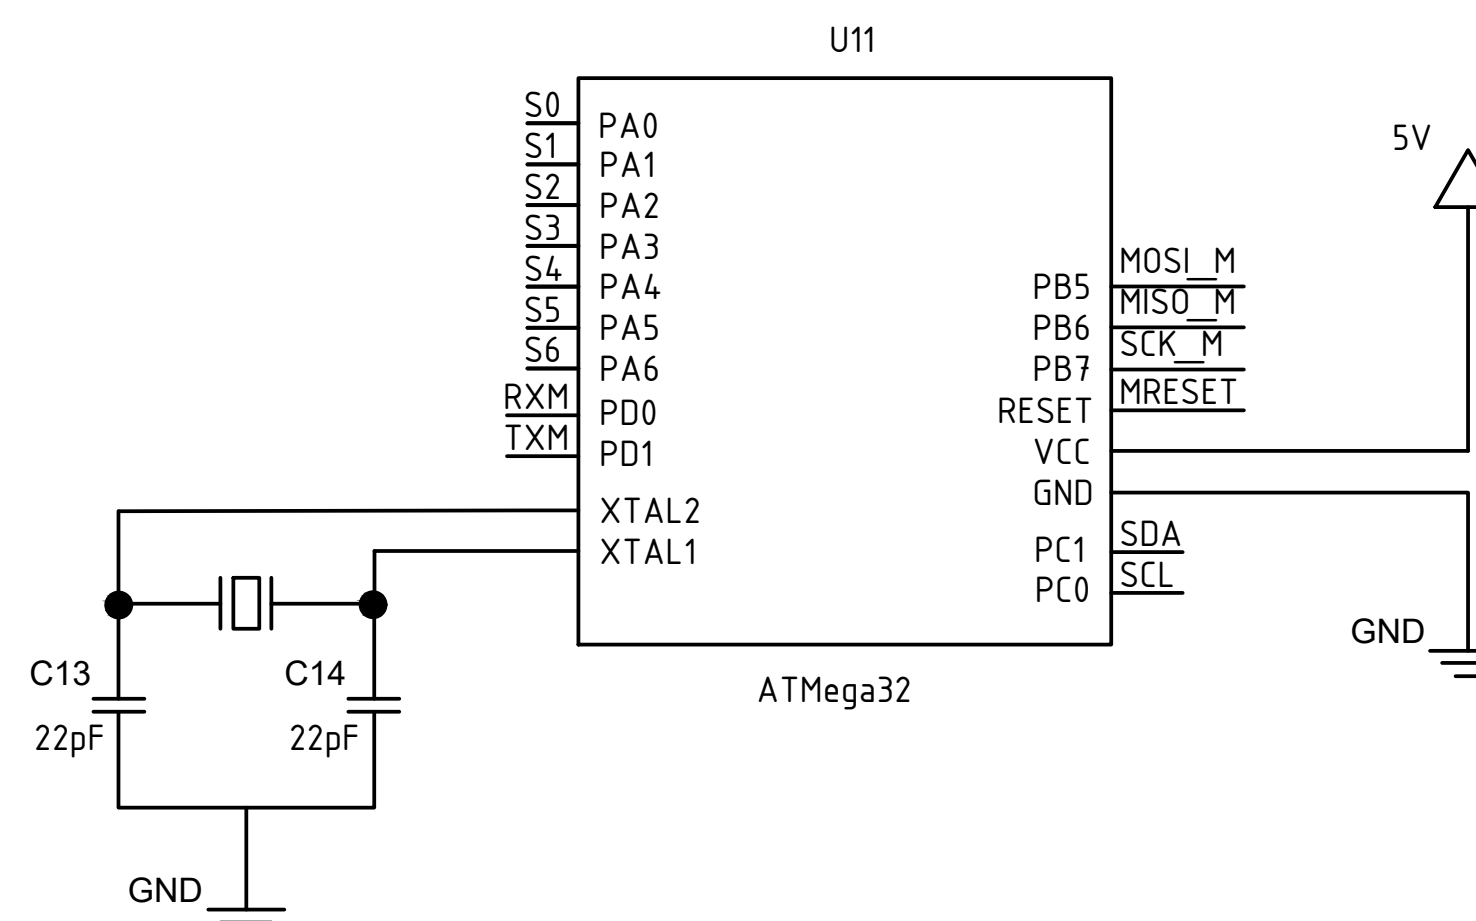 U11
S0
PA0
S1
PA1
S2
PA2
S3
PA3
S4
PA4
S5
PA5
S6
PA6
RXM
PD0
TXM
PD1
XTAL2
XTAL1
MOSI_M
PB5
MISO_M
PB6
SCK_M
PB7
MRESET
RESET
VCC
GND
SDA
PC1
SCL
PC0
5V
GND
ATMega32
C13
22pF
C14
22pF
GND